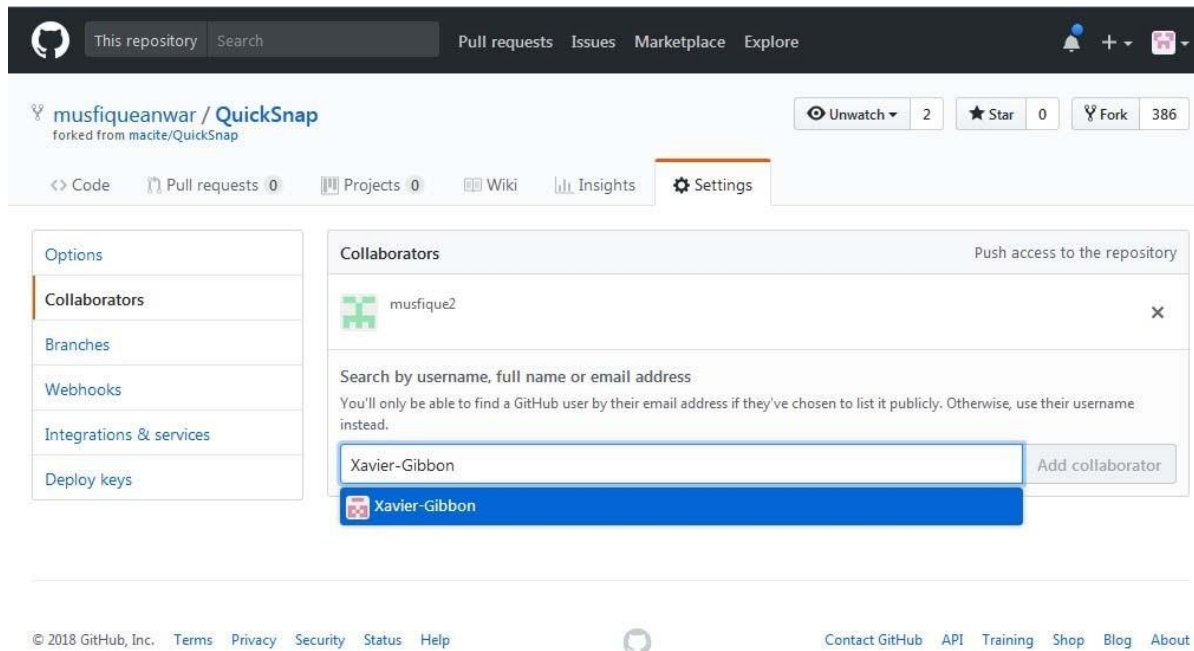 This repository Search Pull requests Issues Marketplace Explore
musfiqueanwar / QuickSnap
forked from macite/QuickSnap
Unwatch 2 Star 0 Fork 386
Code Pull requests 0 Projects 0 Wiki Insights Settings
Options
Collaborators
Branches
Webhooks
Integrations & services
Deploy keys
Collaborators Push access to the repository
musfique2
Search by username, full name or email address
You'll only be able to find a GitHub user by their email address if they've chosen to list it publicly. Otherwise, use their username
instead.
Xavier-Gibbon Add collaborator
Xavier-Gibbon
© 2018 GitHub, Inc. Terms Privacy Security Status Help Contact GitHub API Training Shop Blog About